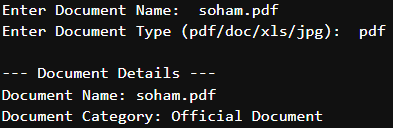 Enter Document Name:  soham.pdf
Enter Document Type (pdf/doc/xls/jpg):  pdf
--- Document Details ---
Document Name: soham.pdf
Document Category: Official Document